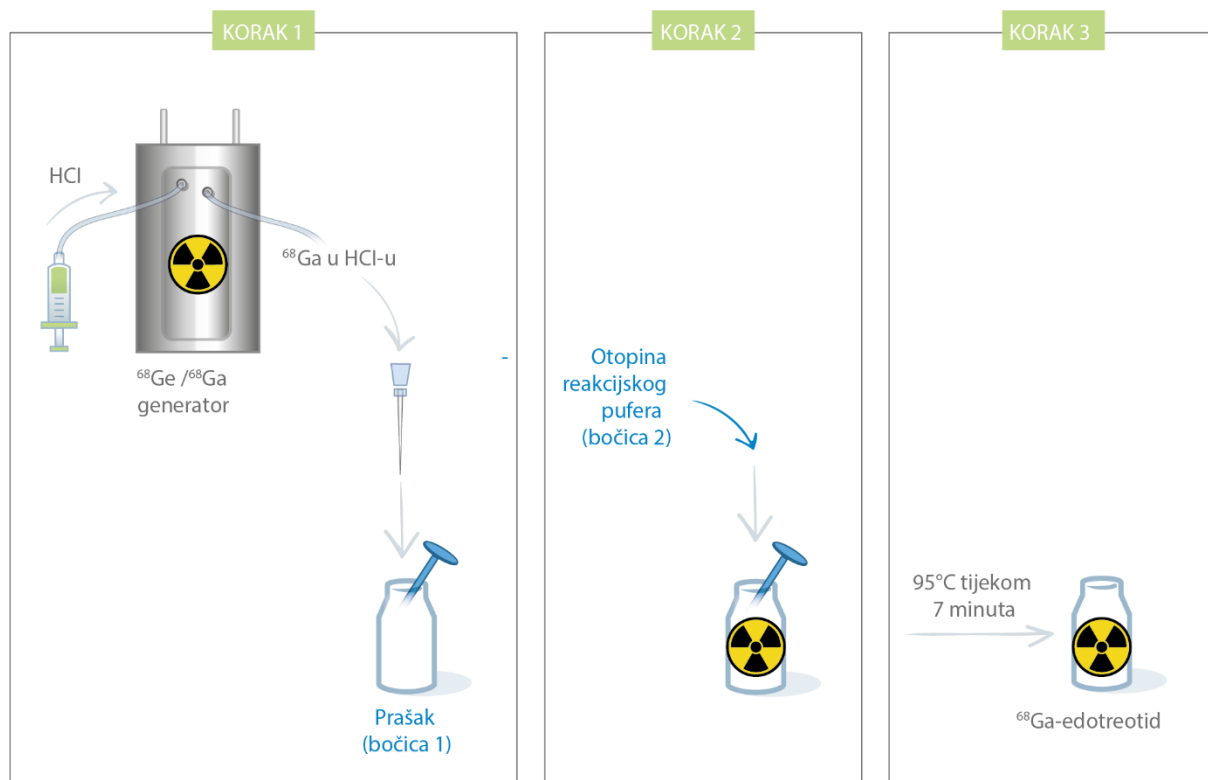 KORAK 1
HCl
⁶⁸Ga u HCl-u
⁶⁸Ge /⁶⁸Ga
generator
-
Prašak
(bočica 1)
KORAK 2
Otopina
reakcijskog
pufera
(bočica 2)
KORAK 3
95°C tijekom
7 minuta
⁶⁸Ga-edotreotid